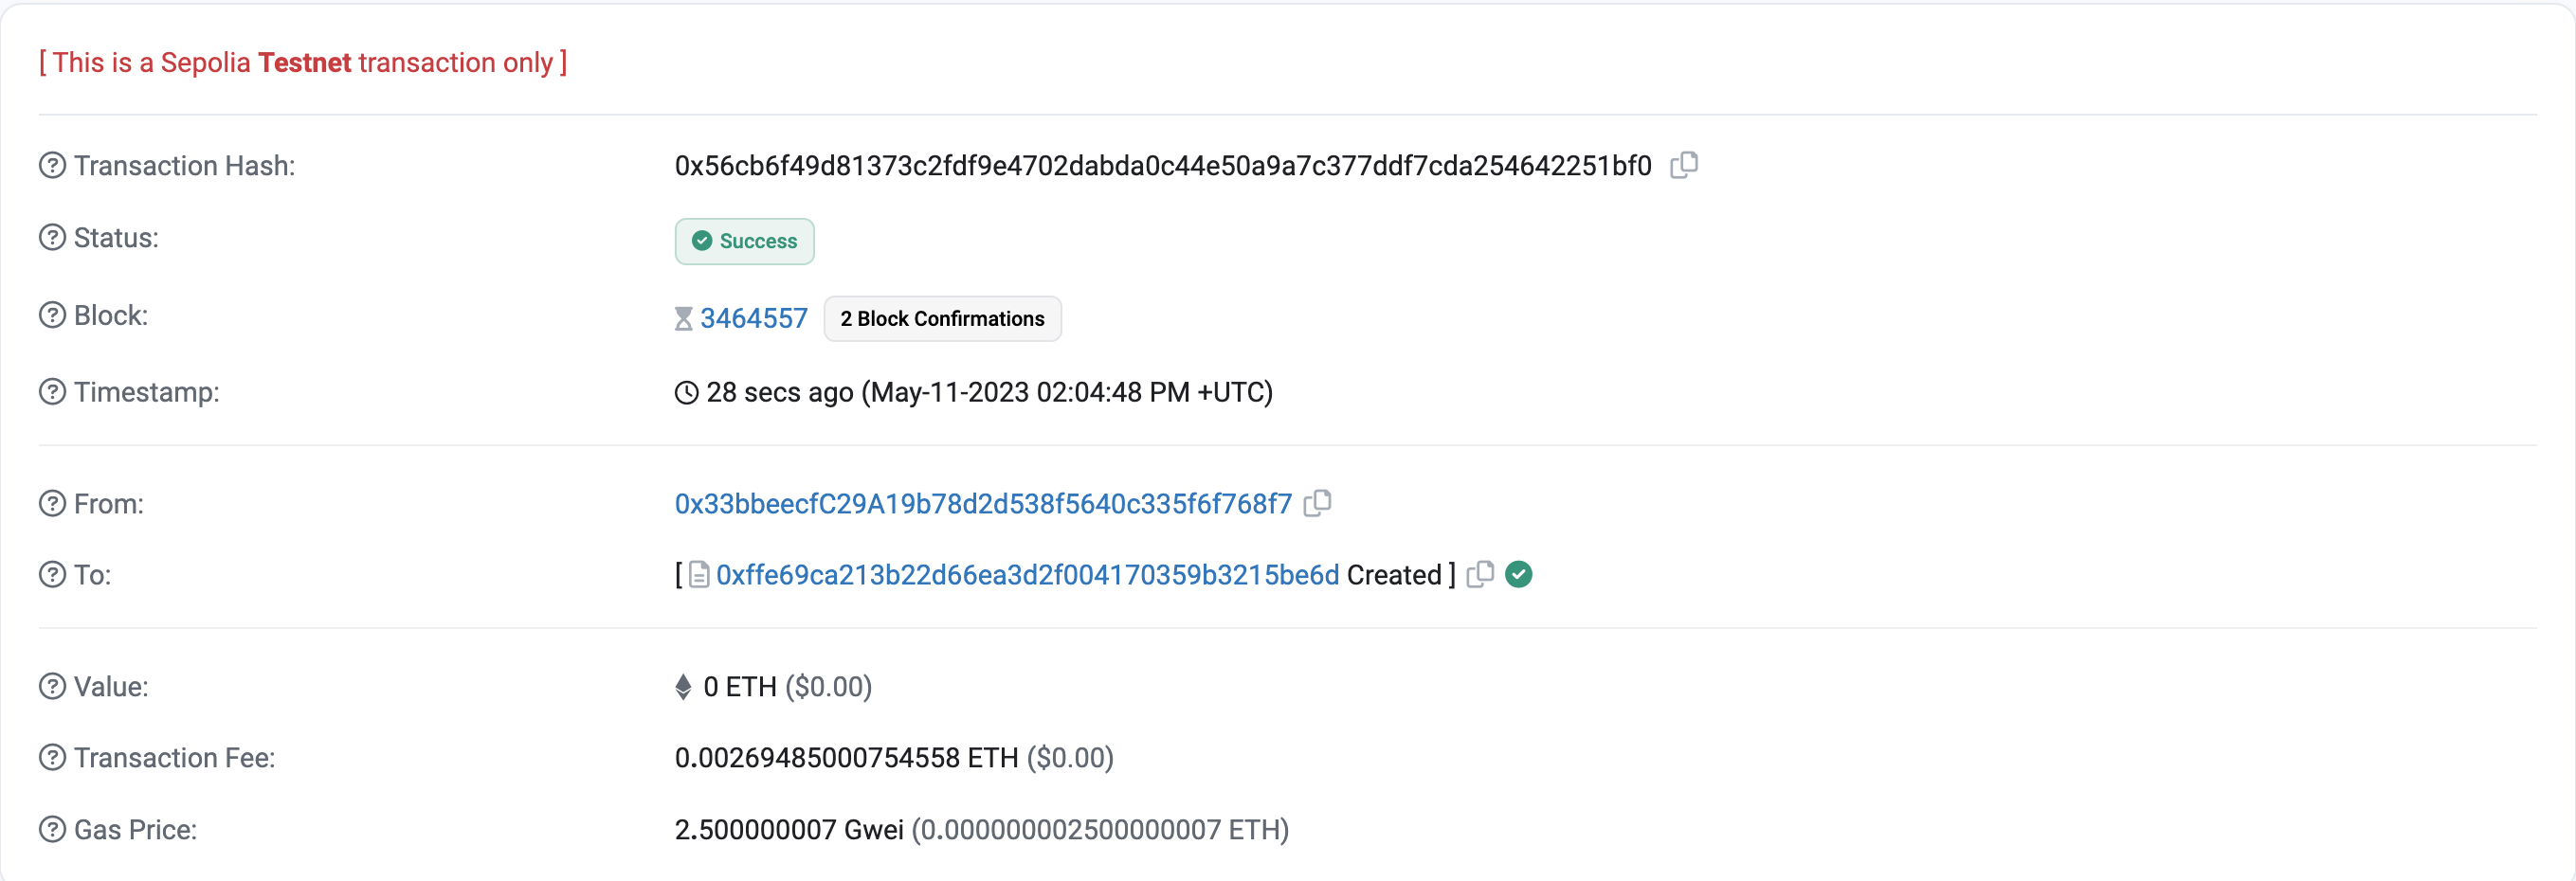 [ This is a Sepolia Testnet transaction only ]
Transaction Hash: 0x56cb6f49d81373c2fdf9e4702dabda0c44e50a9a7c377ddf7cda254642251bf0
Status: Success
Block: 3464557 2 Block Confirmations
Timestamp: 28 secs ago (May-11-2023 02:04:48 PM +UTC)
From: 0x33bbeecfC29A19b78d2d538f5640c335f6f768f7
To: [ 0xffe69ca213b22d66ea3d2f004170359b3215be6d Created ]
Value: 0 ETH ($0.00)
Transaction Fee: 0.00269485000754558 ETH ($0.00)
Gas Price: 2.500000007 Gwei (0.000000002500000007 ETH)